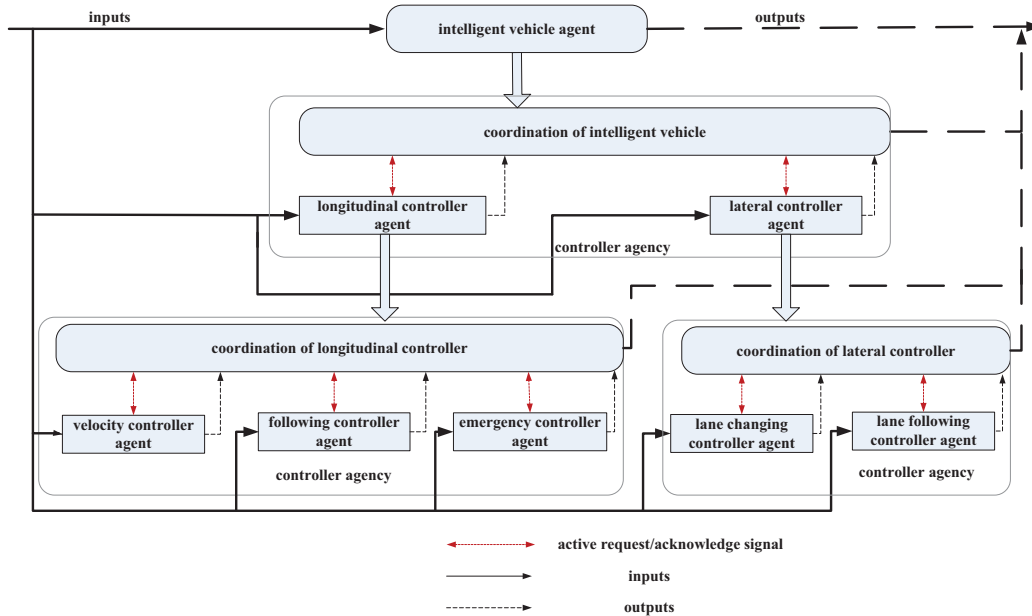 inputs
intelligent vehicle agent
outputs
coordination of intelligent vehicle
longitudinal controller
agent
lateral controller
agent
controller agency
coordination of longitudinal controller
coordination of lateral controller
velocity controller
agent
following controller
agent
emergency controller
agent
lane changing
controller agent
lane following
controller agent
controller agency
controller agency
active request/acknowledge signal
inputs
outputs